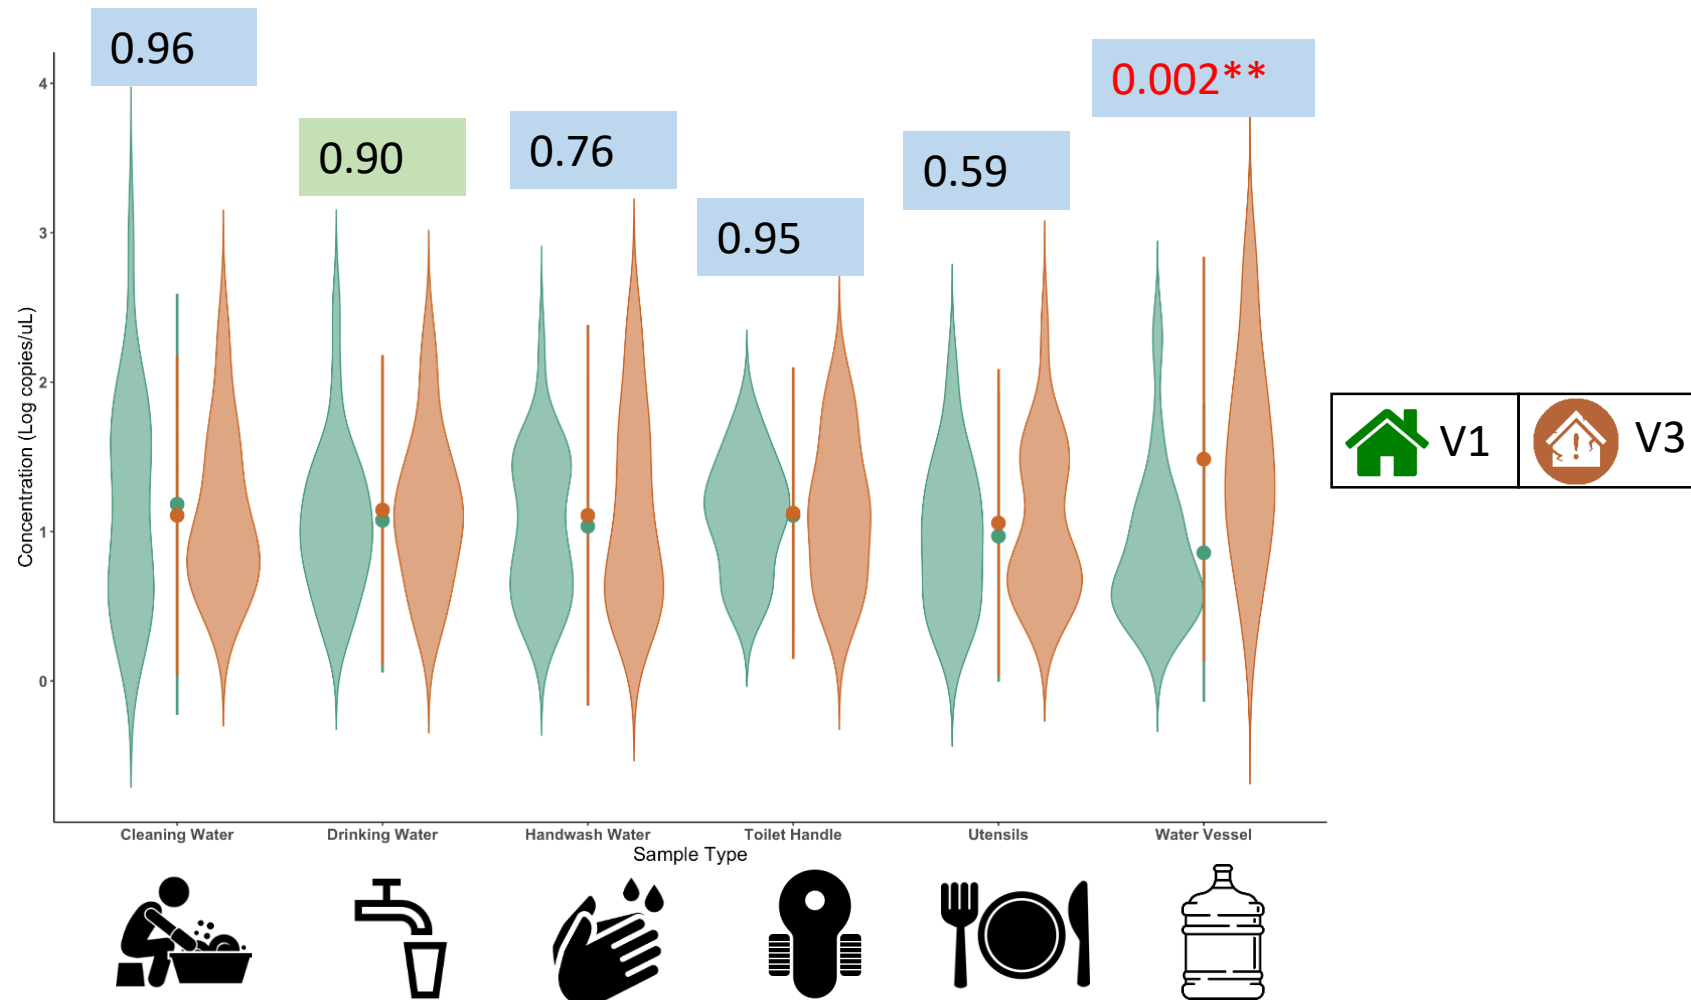 0.96
0.90
0.76
0.95
0.59
0.002**
4
3
2
1
0
Concentration (Log copies/uL)
Cleaning Water
Drinking Water
Handwash Water
Toilet Handle
Utensils
Water Vessel
Sample Type
V1
V3